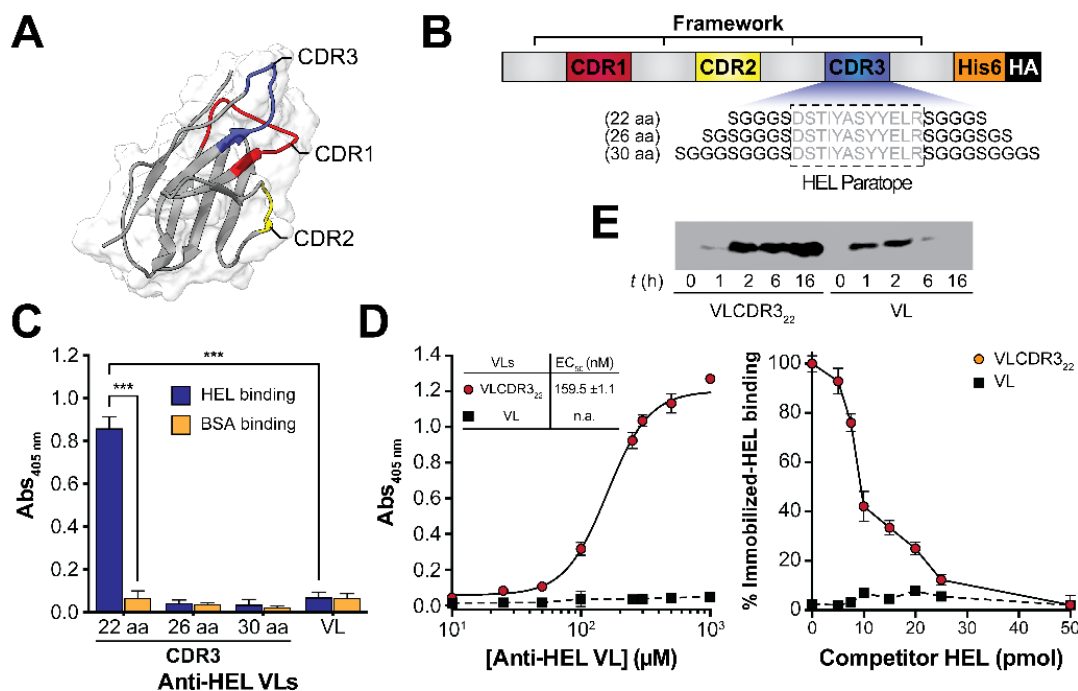 A
CDR3
CDR1
CDR2
B
Framework
CDR1
CDR2
CDR3
His6
HA
(22 aa) SGGGSDSTIYASYYELRSGGGS
(26 aa) SGSGGGSDSTIYASYYELRSGGGSGS
(30 aa) SGGGSGGGSDSTIYASYYELRSGGGSGGGS
HEL Paratope
E
t (h) 0 1 2 6 16 0 1 2 6 16
VLCDR3₂₂ VL
C
***
***
HEL binding
BSA binding
Abs₄₀₅ ₙₘ
1.2
1.0
0.8
0.6
0.4
0.2
0.0
22 aa 26 aa 30 aa VL
CDR3
Anti-HEL VLs
D
VLs EC₅₀ (nM)
VLCDR3₂₂ 159.5 ±1.1
VL n.a.
Abs₄₀₅ ₙₘ
1.4
1.2
1.0
0.8
0.6
0.4
0.2
0.0
10¹ 10² 10³
[Anti-HEL VL] (µM)
VLCDR3₂₂
VL
% Immobilized-HEL binding
100
80
60
40
20
0
0 10 20 30 40 50
Competitor HEL (pmol)